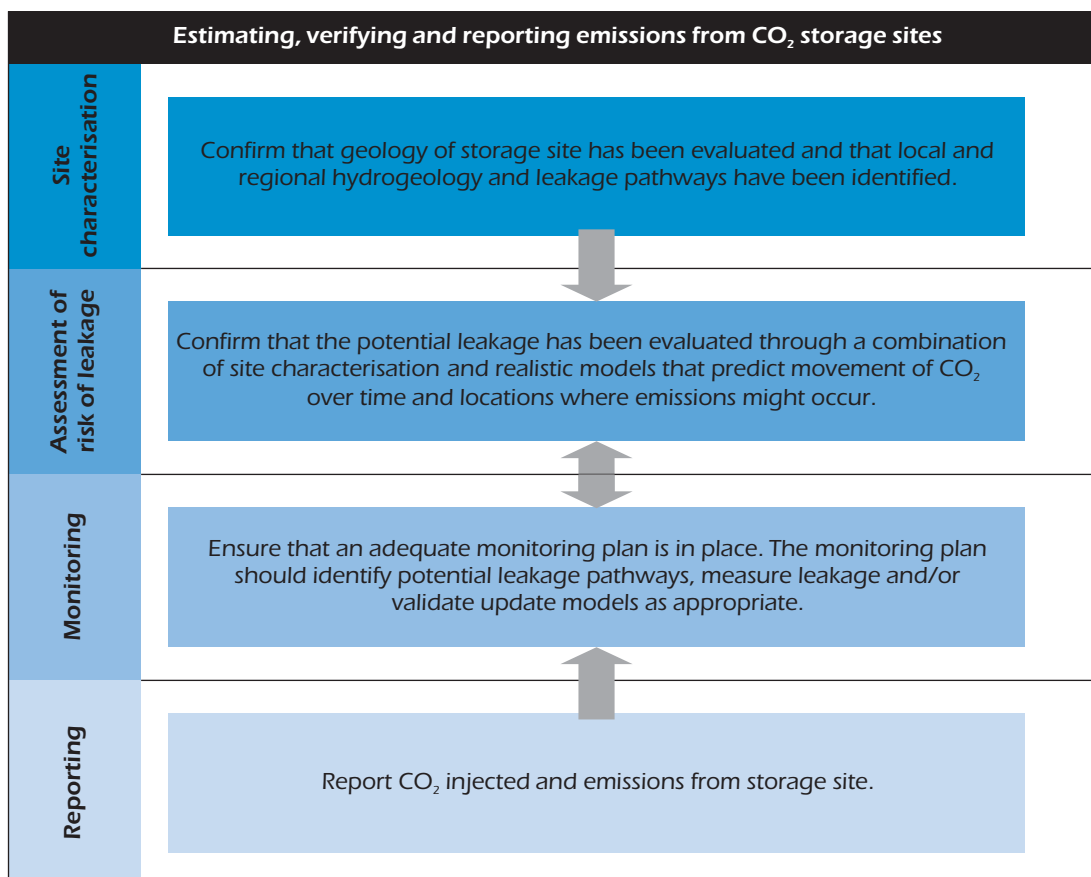 Estimating, verifying and reporting emissions from CO₂ storage sites
Site
characterisation
Confirm that geology of storage site has been evaluated and that local and
regional hydrogeology and leakage pathways have been identified.
Assessment of
risk of leakage
Confirm that the potential leakage has been evaluated through a combination
of site characterisation and realistic models that predict movement of CO₂
over time and locations where emissions might occur.
Monitoring
Ensure that an adequate monitoring plan is in place. The monitoring plan
should identify potential leakage pathways, measure leakage and/or
validate update models as appropriate.
Reporting
Report CO₂ injected and emissions from storage site.